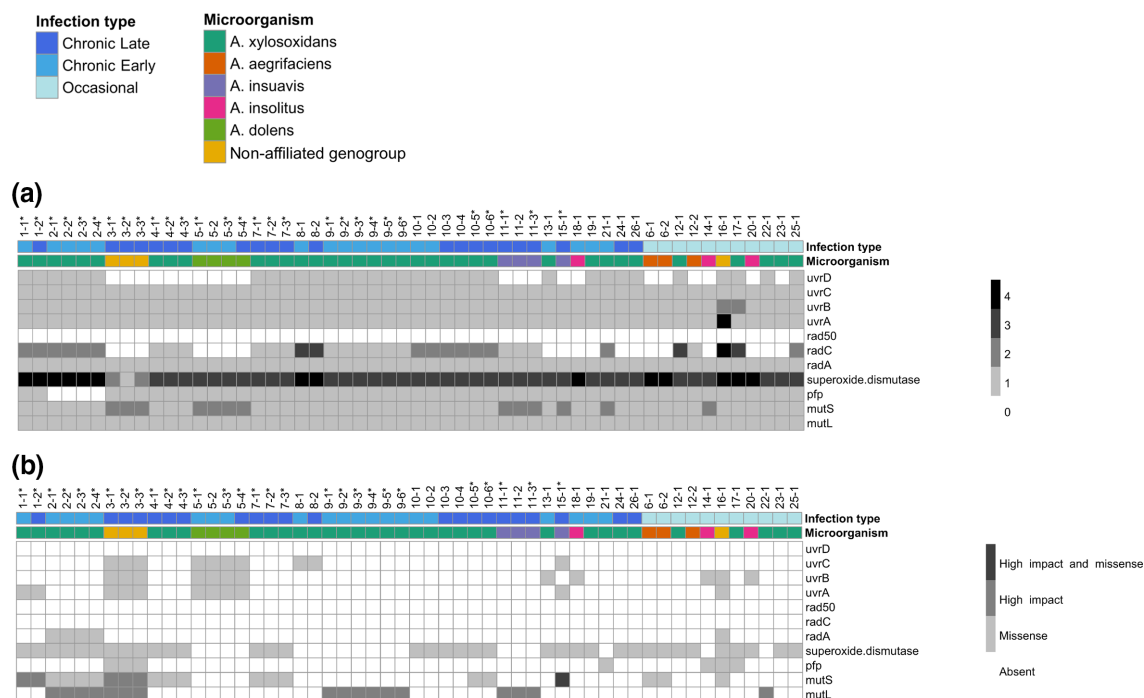 Infection type
Chronic Late
Chronic Early
Occasional
Microorganism
A. xylosoxidans
A. aegrifaciens
A. insuavis
A. insolitus
A. dolens
Non-affiliated genogroup
(a)
1-1* 1-2* 2-1* 2-2* 2-3* 2-4* 3-1* 3-2* 3-3* 4-1* 4-2* 4-3* 5-1* 5-2 5-3* 5-4* 7-1* 7-2* 7-3* 8-1 8-2 9-1* 9-2* 9-3* 9-4* 9-5* 9-6* 10-1 10-2 10-3 10-4 10-5* 10-6* 11-1* 11-2 11-3* 13-1 15-1* 18-1 19-1 21-1 24-1 26-1 6-1 6-2 12-1 12-2 14-1 16-1 17-1 20-1 22-1 23-1 25-1
Infection type
Microorganism
uvrD
uvrC
uvrB
uvrA
rad50
radC
radA
superoxide.dismutase
pfp
mutS
mutL
4
3
2
1
0
(b)
1-1* 1-2* 2-1* 2-2* 2-3* 2-4* 3-1* 3-2* 3-3* 4-1* 4-2* 4-3* 5-1* 5-2 5-3* 5-4* 7-1* 7-2* 7-3* 8-1 8-2 9-1* 9-2* 9-3* 9-4* 9-5* 9-6* 10-1 10-2 10-3 10-4 10-5* 10-6* 11-1* 11-2 11-3* 13-1 15-1* 18-1 19-1 21-1 24-1 26-1 6-1 6-2 12-1 12-2 14-1 16-1 17-1 20-1 22-1 23-1 25-1
Infection type
Microorganism
uvrD
uvrC
uvrB
uvrA
rad50
radC
radA
superoxide.dismutase
pfp
mutS
mutL
High impact and missense
High impact
Missense
Absent